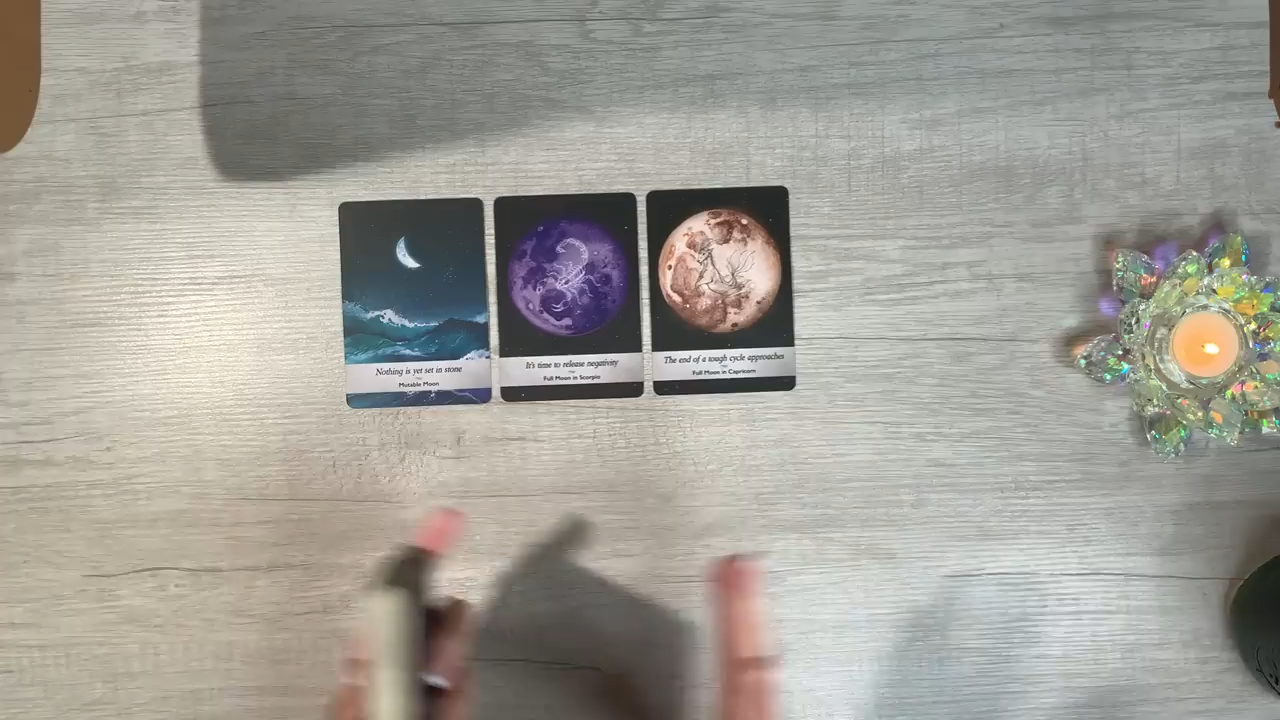 Nothing is yet set in stone
Mutable Moon
It's time to release negativity
Full Moon in Scorpio
The end of a tough cycle approaches
Full Moon in Capricorn